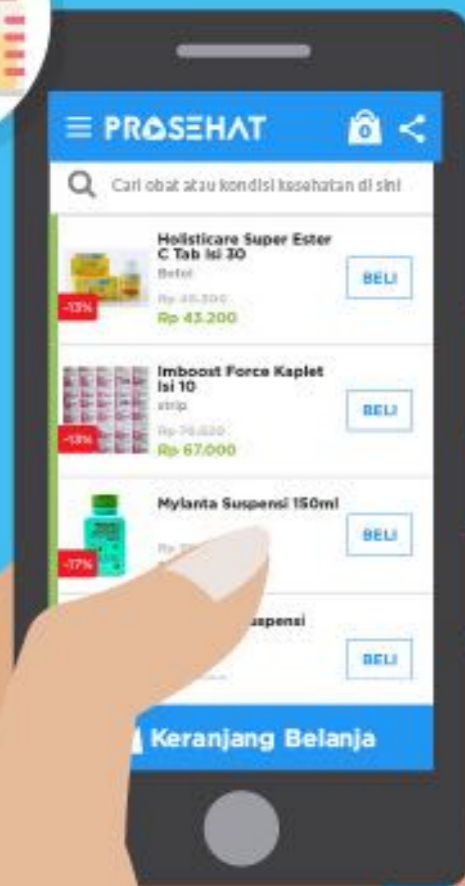 PROSEHAT
0
Cari obat atau kondisi kesehatan di sini
Holisticare Super Ester
C Tab Isi 30
Botol
-13%
Rp 43.200
BELI
Imboost Force Kaplet
Isi 10
strip
-13%
Rp 67.000
BELI
Mylanta Suspensi 150ml
-17%
Rp
BELI
uspensi
BELI
Keranjang Belanja